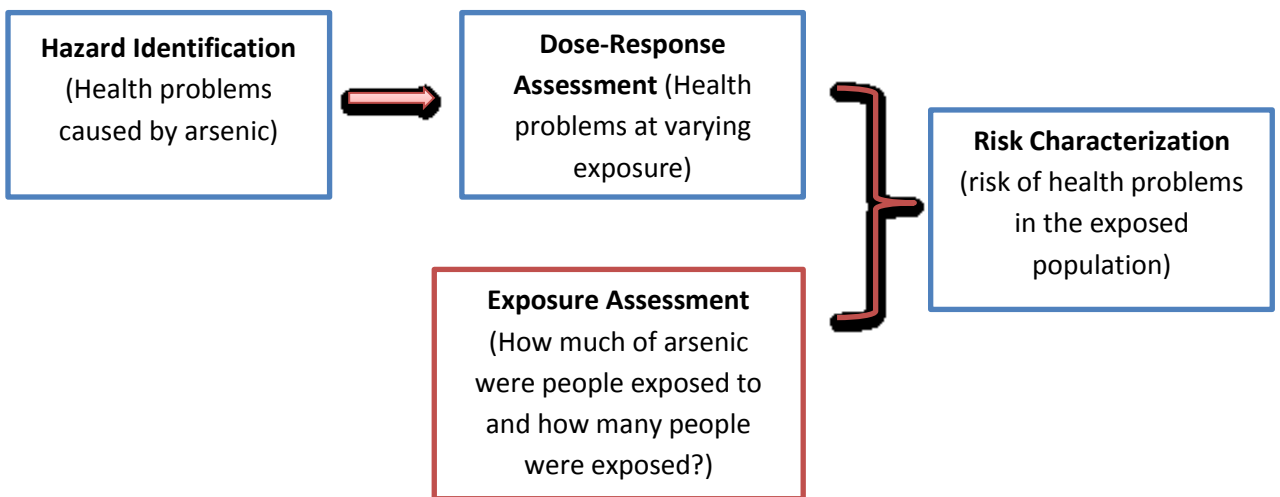 Hazard Identification
(Health problems
caused by arsenic)
Dose-Response
Assessment (Health
problems at varying
exposure)
Exposure Assessment
(How much of arsenic
were people exposed to
and how many people
were exposed?)
Risk Characterization
(risk of health problems
in the exposed
population)